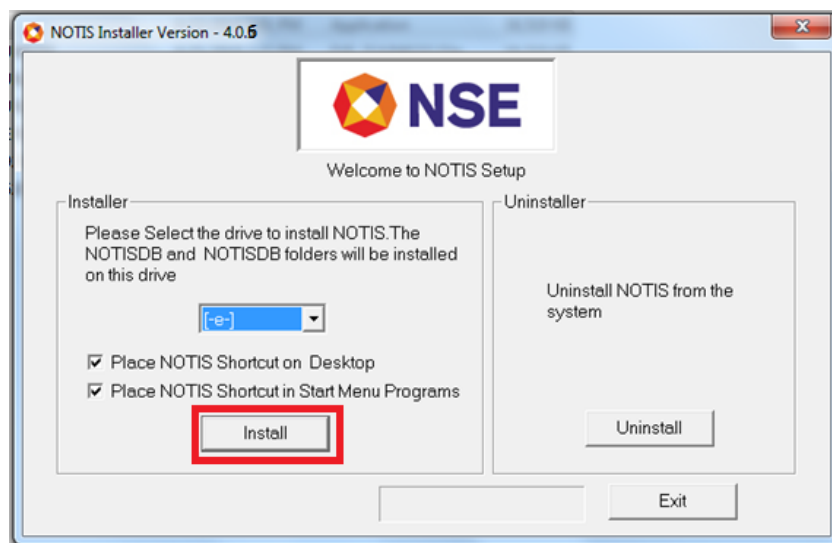 NOTIS Installer Version - 4.0.6
NSE
Welcome to NOTIS Setup
Installer
Please Select the drive to install NOTIS.The
NOTISDB and NOTISDB folders will be installed
on this drive
[-e-]
Place NOTIS Shortcut on Desktop
Place NOTIS Shortcut in Start Menu Programs
Install
Uninstaller
Uninstall NOTIS from the
system
Uninstall
Exit